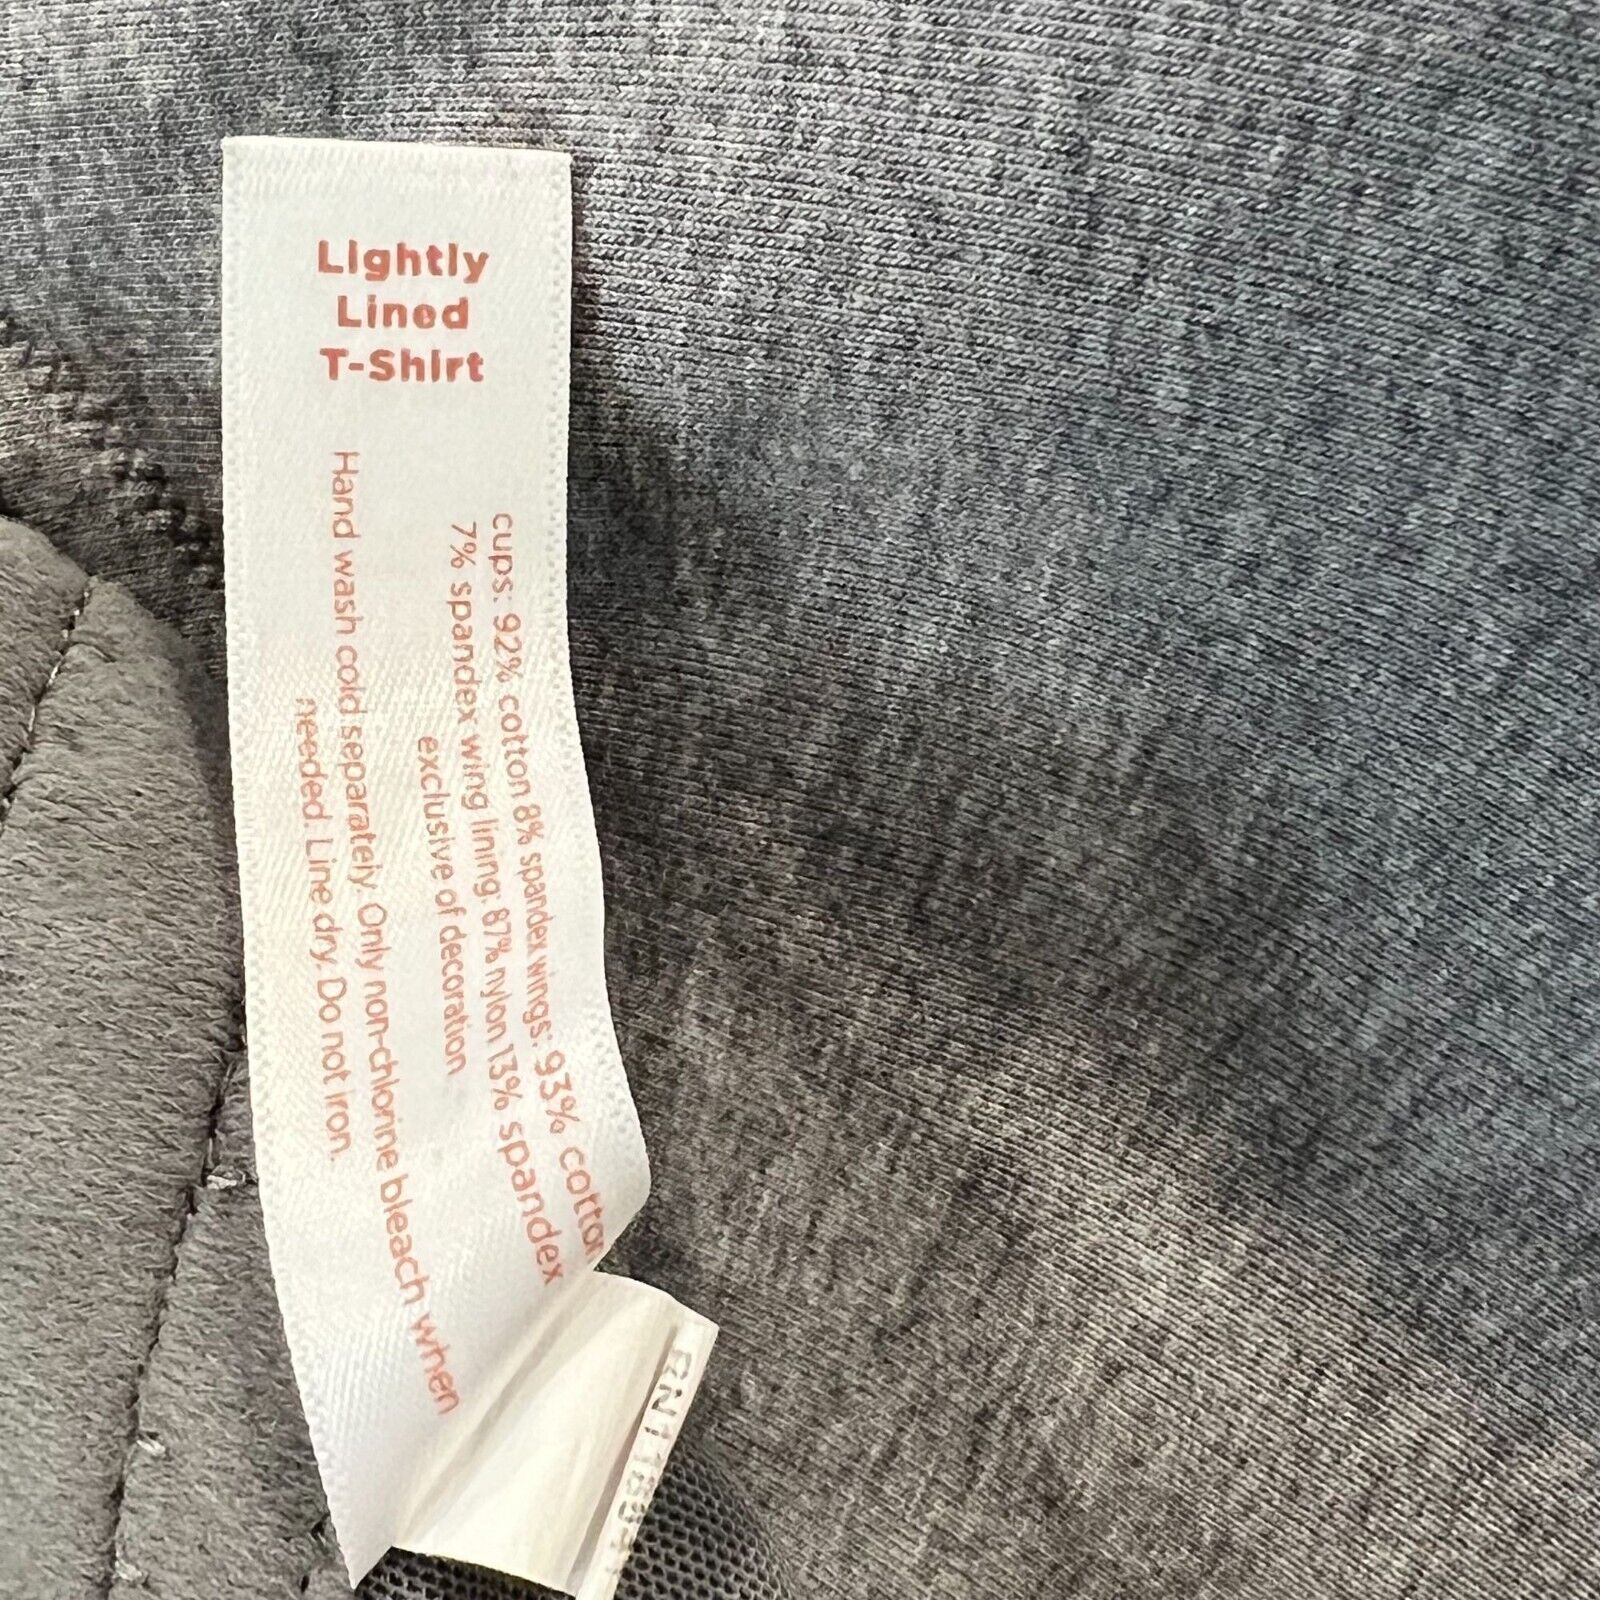 Lightly
Lined
T-Shirt
cups: 92% cotton 8% spandex wings: 93% cotton
7% spandex wing lining: 87% nylon 13% spandex
exclusive of decoration
Hand wash cold separately. Only non-chlorine bleach when
needed. Line dry. Do not iron.